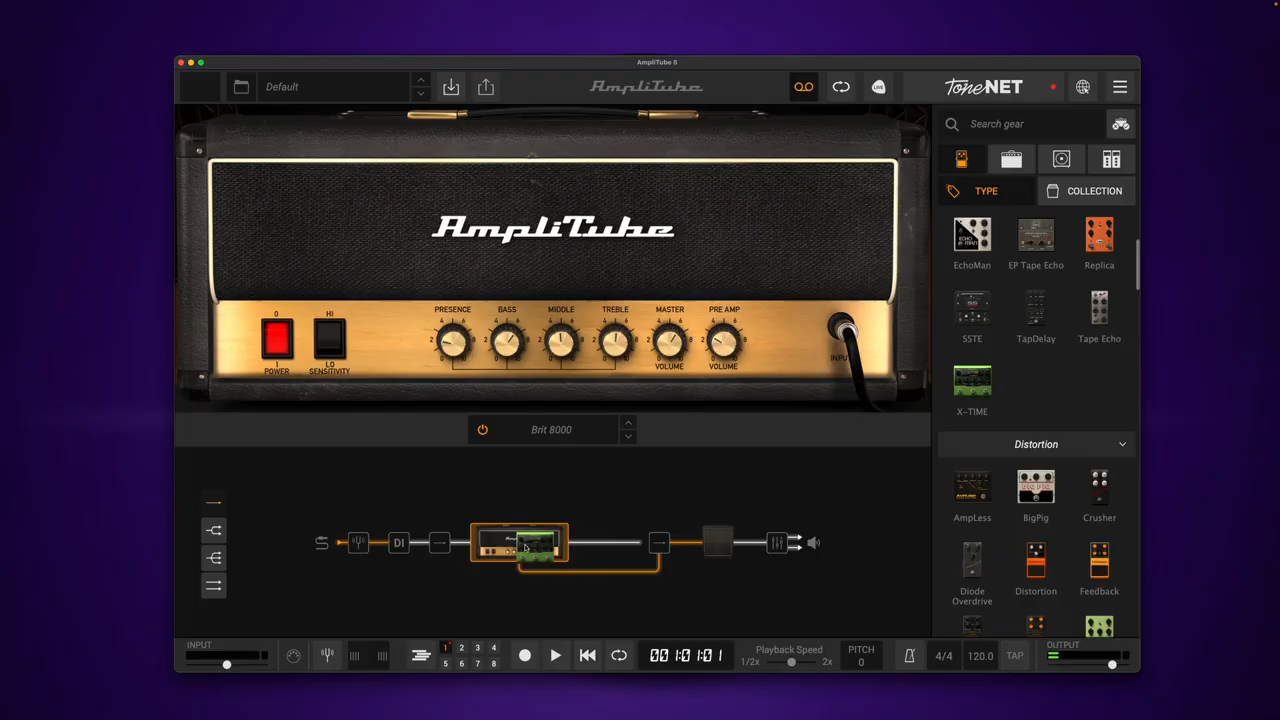 AmpliTube 5
Default
AmpliTube
ToneNET
Search gear
TYPE
COLLECTION
AmpliTube
EchoMan
EP Tape Echo
Replica
SSTE
TapDelay
Tape Echo
X-TIME
0
HI
PRESENCE
BASS
MIDDLE
TREBLE
MASTER
PRE AMP
1
POWER
LO
SENSITIVITY
VOLUME
VOLUME
INPUT
Brit 8000
Distortion
AmpLess
BigPig
Crusher
DI
Diode
Overdrive
Distortion
Feedback
INPUT
1 2 3 4
5 6 7 8
001:01:01
Playback Speed
1/2x
2x
PITCH
0
4/4
120.0
TAP
OUTPUT